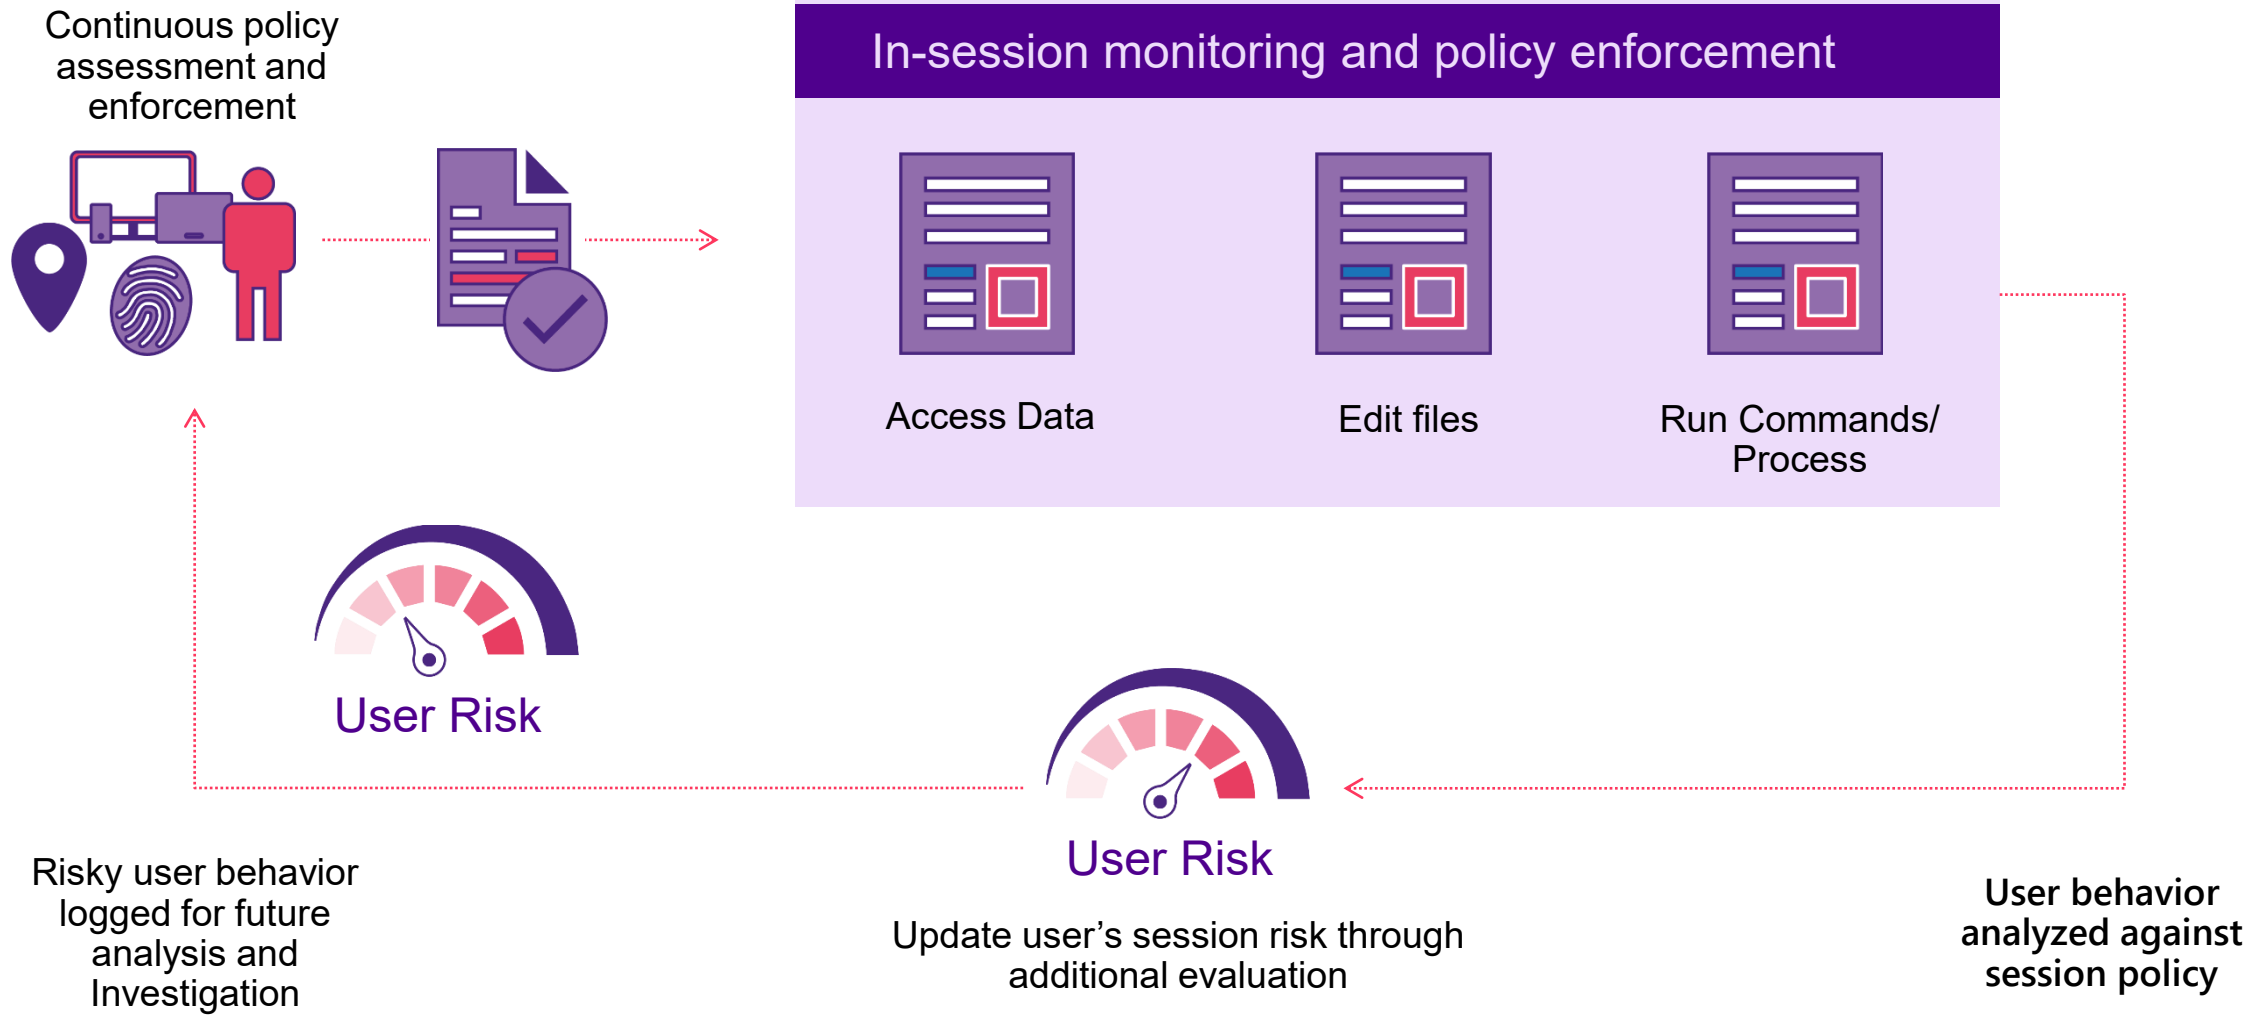 Continuous policy
assessment and
enforcement
In-session monitoring and policy enforcement
Access Data
Edit files
Run Commands/
Process
User Risk
User Risk
Risky user behavior
logged for future
analysis and
Investigation
Update user’s session risk through
additional evaluation
User behavior
analyzed against
session policy